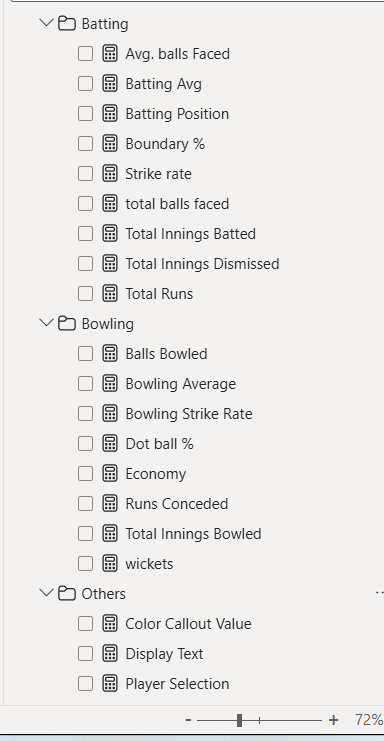 Batting
Avg. balls Faced
Batting Avg
Batting Position
Boundary %
Strike rate
total balls faced
Total Innings Batted
Total Innings Dismissed
Total Runs
Bowling
Balls Bowled
Bowling Average
Bowling Strike Rate
Dot ball %
Economy
Runs Conceded
Total Innings Bowled
wickets
Others
Color Callout Value
Display Text
Player Selection
- + 72%